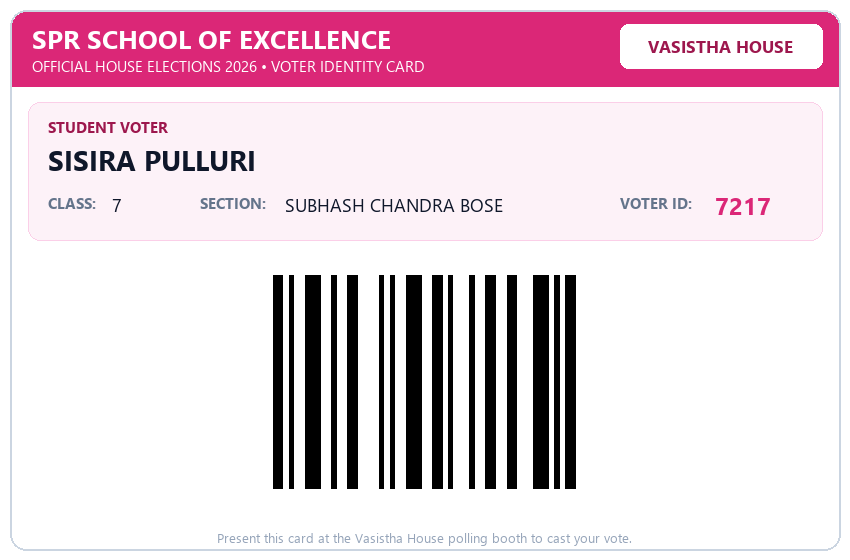 SPR SCHOOL OF EXCELLENCE
OFFICIAL HOUSE ELECTIONS 2026 • VOTER IDENTITY CARD
VASISTHA HOUSE
STUDENT VOTER
SISIRA PULLURI
CLASS: 7 SECTION: SUBHASH CHANDRA BOSE VOTER ID: 7217
Present this card at the Vasistha House polling booth to cast your vote.